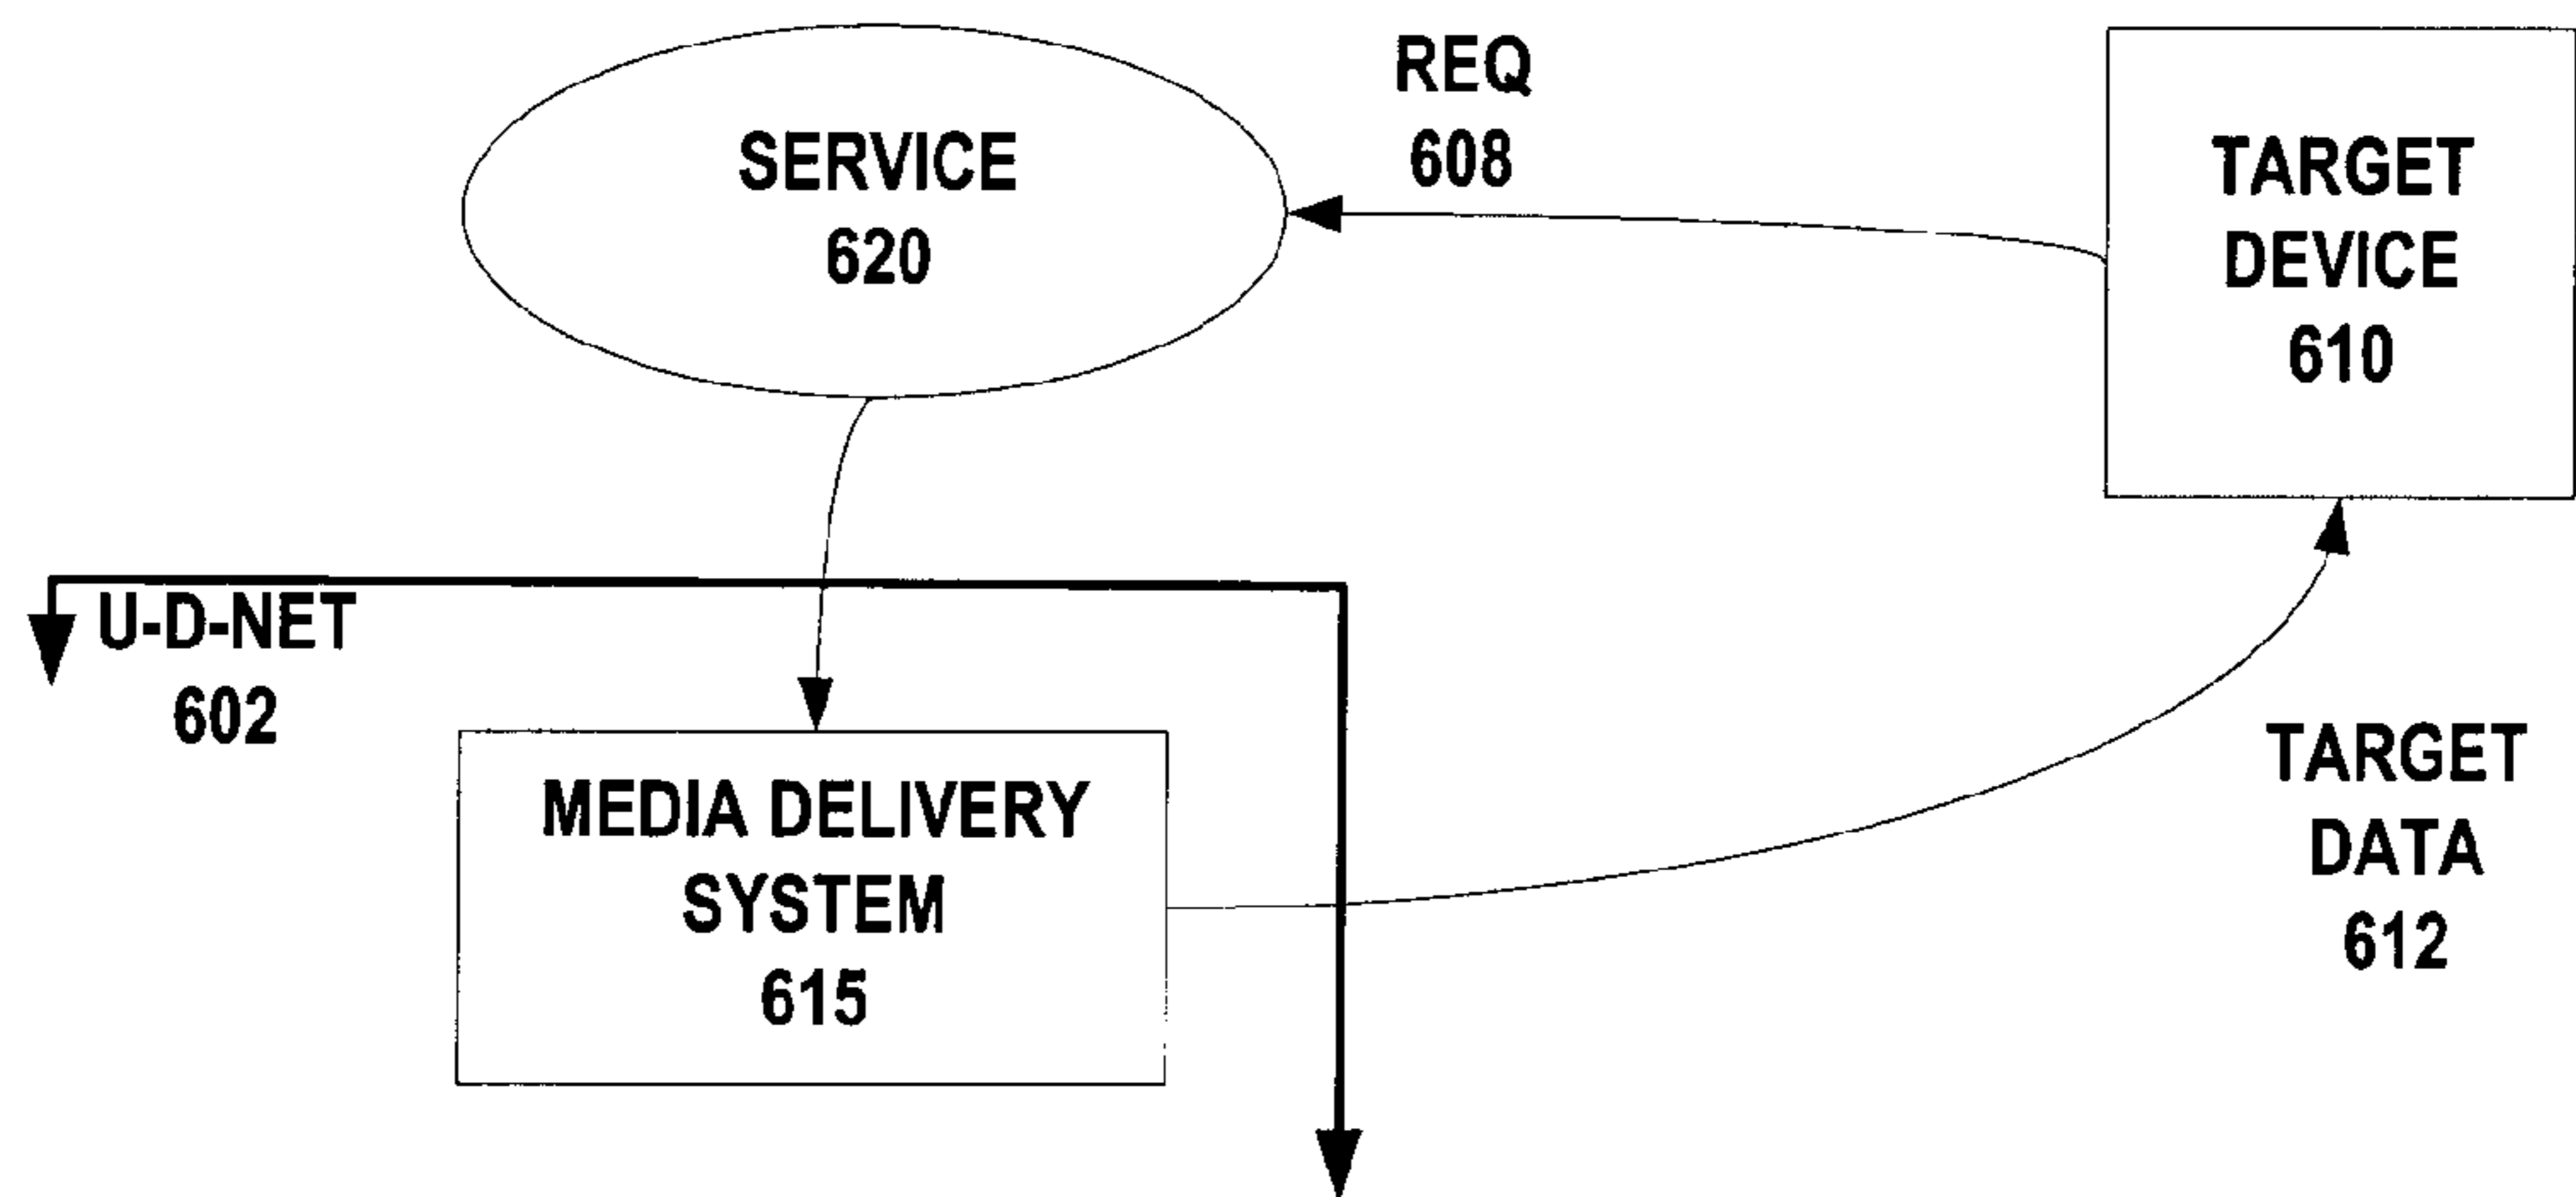 SERVICE
620
REQ
608
TARGET
DEVICE
610
U-D-NET
602
MEDIA DELIVERY
SYSTEM
615
TARGET
DATA
612